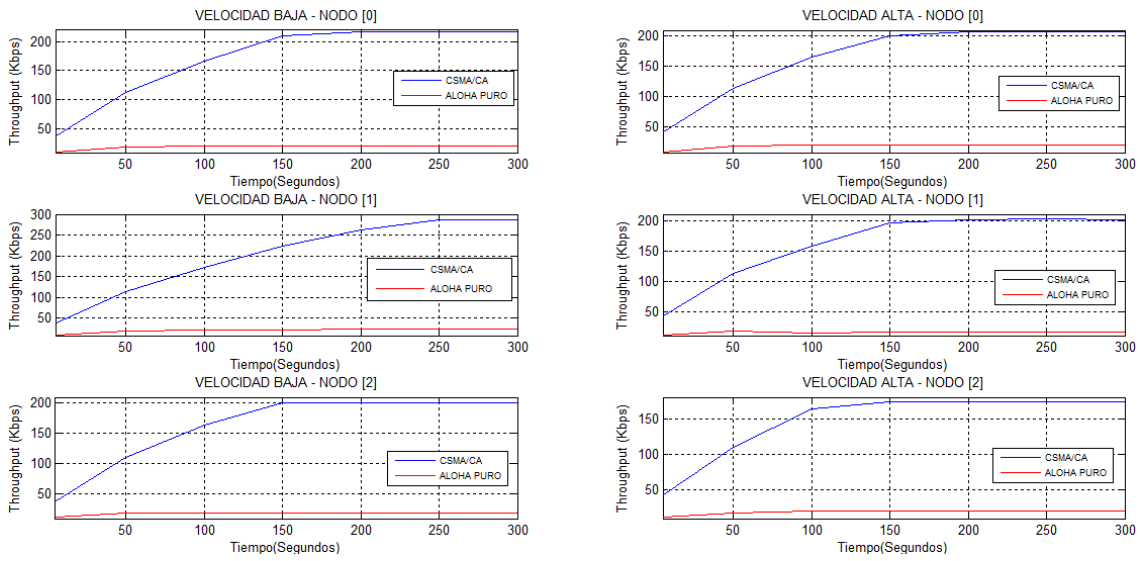 VELOCIDAD BAJA - NODO [0]
Throughput (Kbps)
200
150
100
50
CSMA/CA
ALOHA PURO
50 100 150 200 250 300
Tiempo(Segundos)
VELOCIDAD ALTA - NODO [0]
Throughput (Kbps)
200
150
100
50
CSMA/CA
ALOHA PURO
50 100 150 200 250 300
Tiempo(Segundos)
VELOCIDAD BAJA - NODO [1]
Throughput (Kbps)
300
250
200
150
100
50
CSMA/CA
ALOHA PURO
50 100 150 200 250 300
Tiempo(Segundos)
VELOCIDAD ALTA - NODO [1]
Throughput (Kbps)
200
150
100
50
CSMA/CA
ALOHA PURO
50 100 150 200 250 300
Tiempo(Segundos)
VELOCIDAD BAJA - NODO [2]
Throughput (Kbps)
200
150
100
50
CSMA/CA
ALOHA PURO
50 100 150 200 250 300
Tiempo(Segundos)
VELOCIDAD ALTA - NODO [2]
Throughput (Kbps)
150
100
50
CSMA/CA
ALOHA PURO
50 100 150 200 250 300
Tiempo(Segundos)